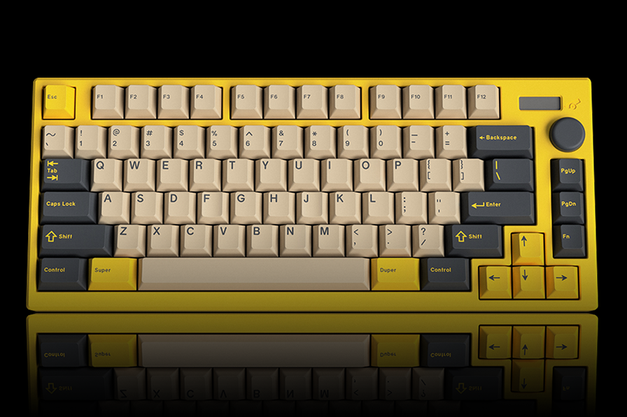 Esc F1 F2 F3 F4 F5 F6 F7 F8 F9 F10 F11 F12
~ ` ! 1 @ 2 # 3 $ 4 % 5 ^ 6 & 7 * 8 ( 9 ) 0 _ - + = ← Backspace
Tab Q W E R T Y U I O P { [ } ] | \ PgUp
Caps Lock A S D F G H J K L : ; " ' Enter PgDn
Shift Z X C V B N M < , > . ? / Shift ↑ Fn
Control Super Duper Control ← ↓ →